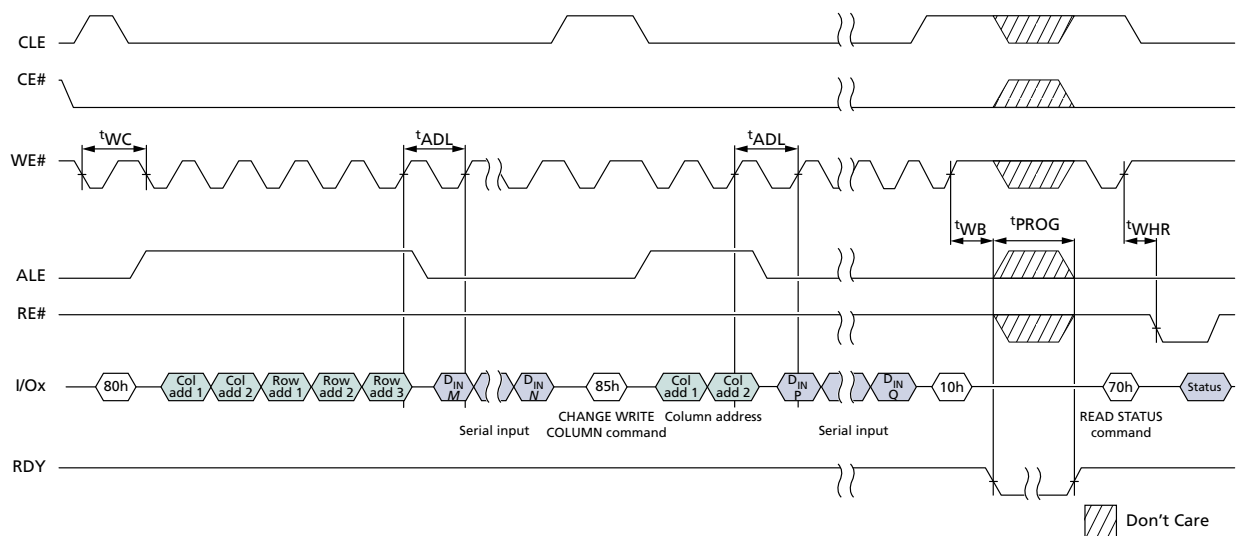 CLE
CE#
tWC
tADL
tADL
WE#
tWB
tPROG
tWHR
ALE
RE#
I/Ox
80h
Col add 1
Col add 2
Row add 1
Row add 2
Row add 3
DIN M
DIN N
85h
Col add 1
Col add 2
DIN P
DIN Q
10h
70h
Status
Serial input
CHANGE WRITE
COLUMN command
Column address
Serial input
READ STATUS
command
RDY
Don't Care